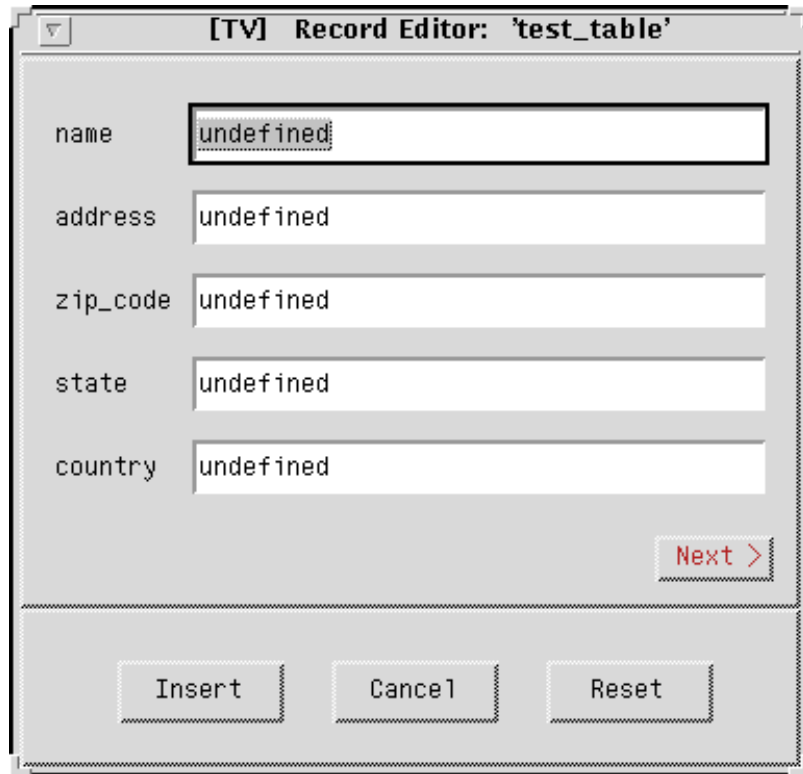 [TV] Record Editor: 'test_table'
name undefined
address undefined
zip_code undefined
state undefined
country undefined
Next >
Insert Cancel Reset